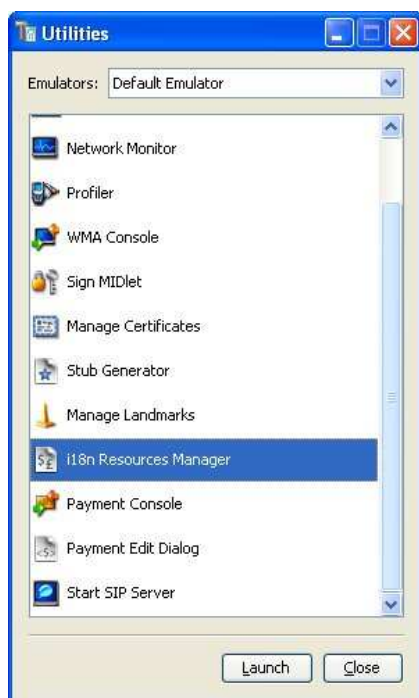 Utilities
Emulators: Default Emulator
Network Monitor
Profiler
WMA Console
Sign MIDlet
Manage Certificates
Stub Generator
Manage Landmarks
i18n Resources Manager
Payment Console
Payment Edit Dialog
Start SIP Server
Launch Close